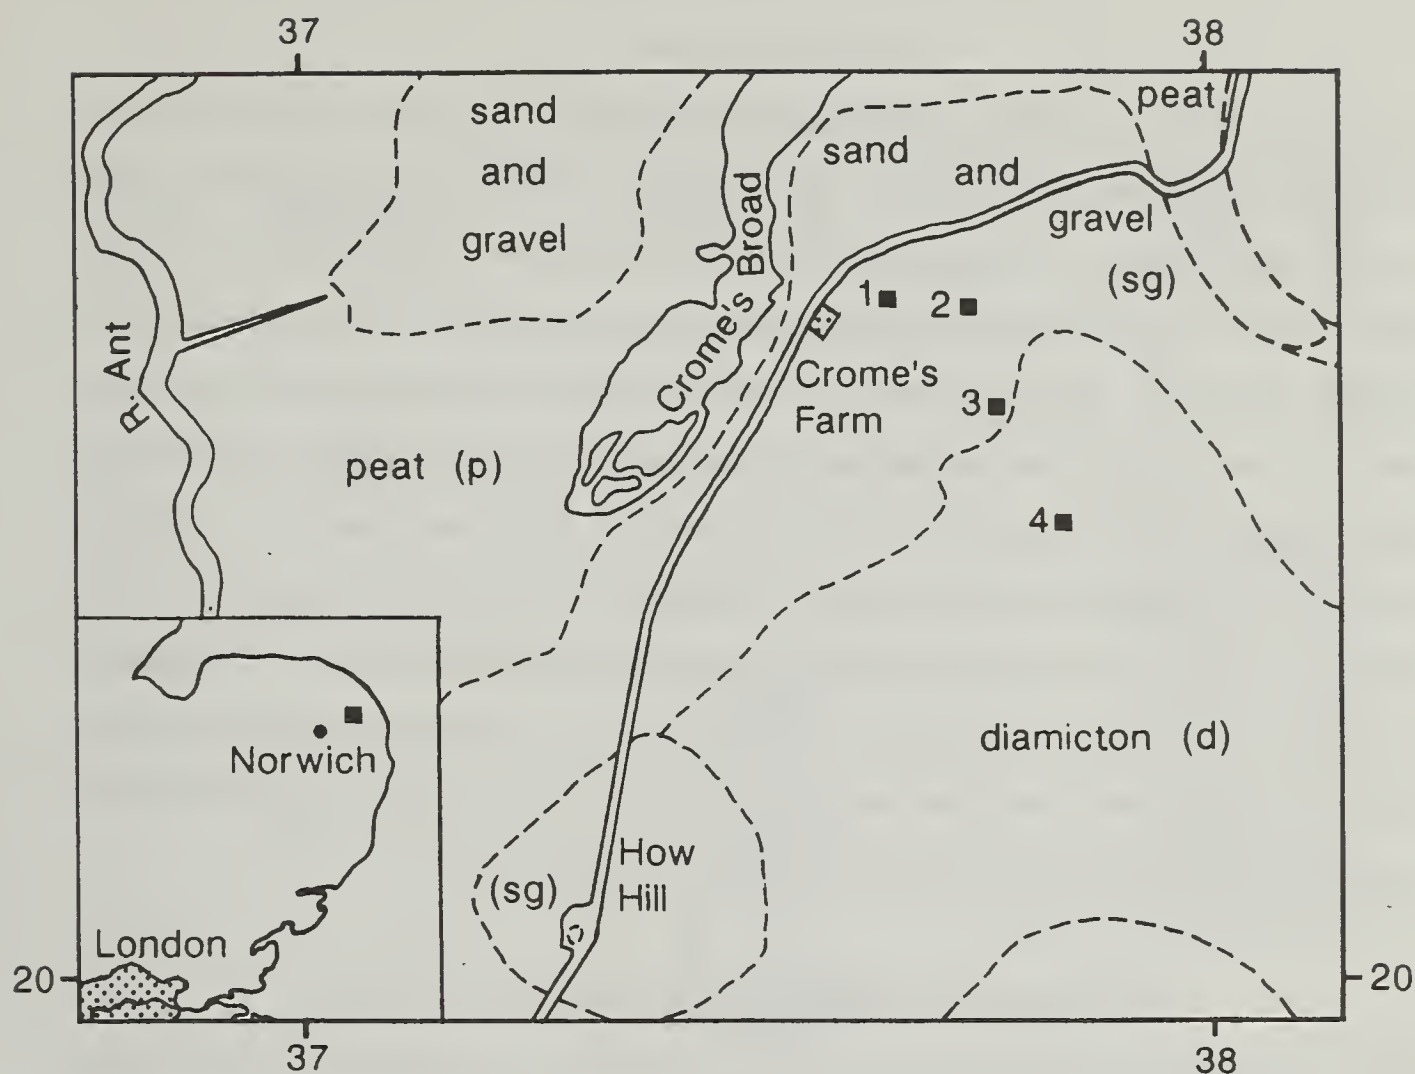 37
38
sand
and
gravel
peat
sand
and
gravel
(sg)
Crome's Broad
R. Ant
1
2
Crome's
Farm
3
peat (p)
4
Norwich
diamicton (d)
How
Hill
(sg)
London
20
20
37
38